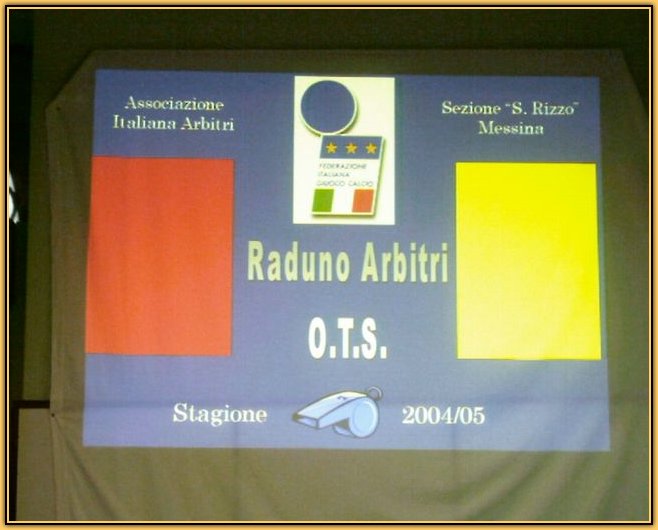 Associazione
Italiana Arbitri
FEDERAZIONE
ITALIANA
GIUOCO CALCIO
Sezione "S. Rizzo"
Messina
Raduno Arbitri
O.T.S.
Stagione 2004/05